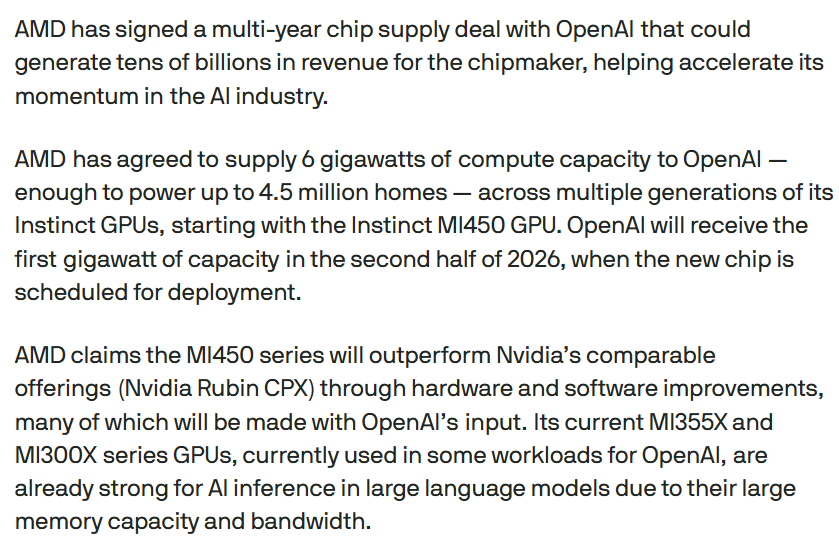 AMD has signed a multi-year chip supply deal with OpenAI that could
generate tens of billions in revenue for the chipmaker, helping accelerate its
momentum in the AI industry.
AMD has agreed to supply 6 gigawatts of compute capacity to OpenAI —
enough to power up to 4.5 million homes — across multiple generations of its
Instinct GPUs, starting with the Instinct MI450 GPU. OpenAI will receive the
first gigawatt of capacity in the second half of 2026, when the new chip is
scheduled for deployment.
AMD claims the MI450 series will outperform Nvidia’s comparable
offerings (Nvidia Rubin CPX) through hardware and software improvements,
many of which will be made with OpenAI’s input. Its current MI355X and
MI300X series GPUs, currently used in some workloads for OpenAI, are
already strong for AI inference in large language models due to their large
memory capacity and bandwidth.